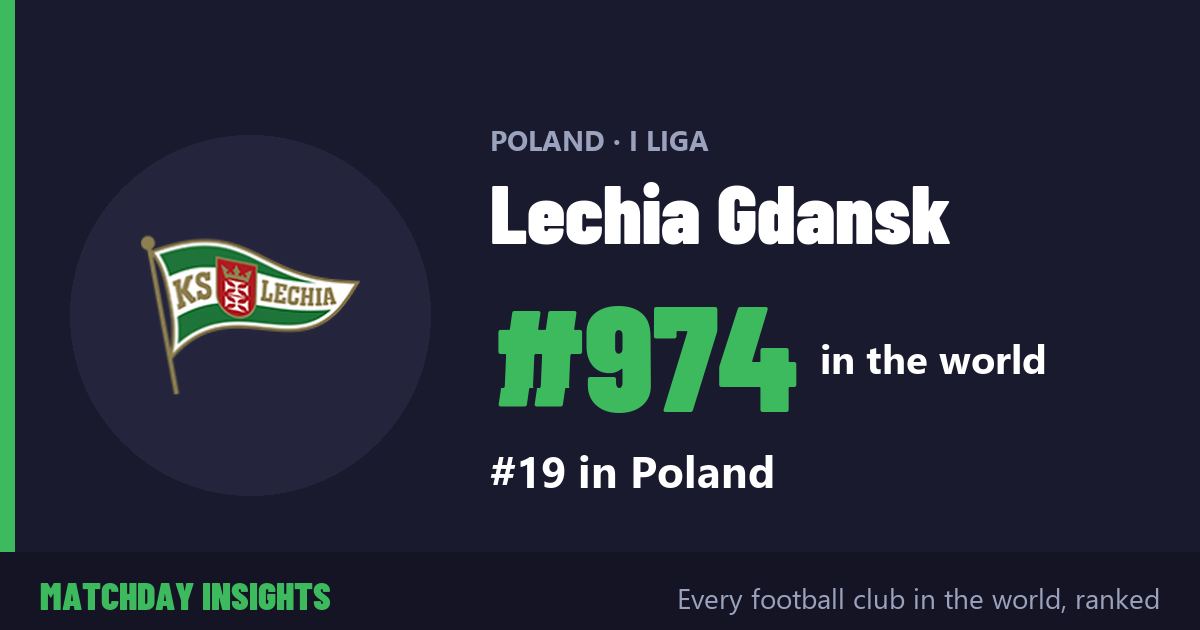 POLAND · I LIGA
Lechia Gdansk
KS LECHIA
#974 in the world
#19 in Poland
MATCHDAY INSIGHTS
Every football club in the world, ranked